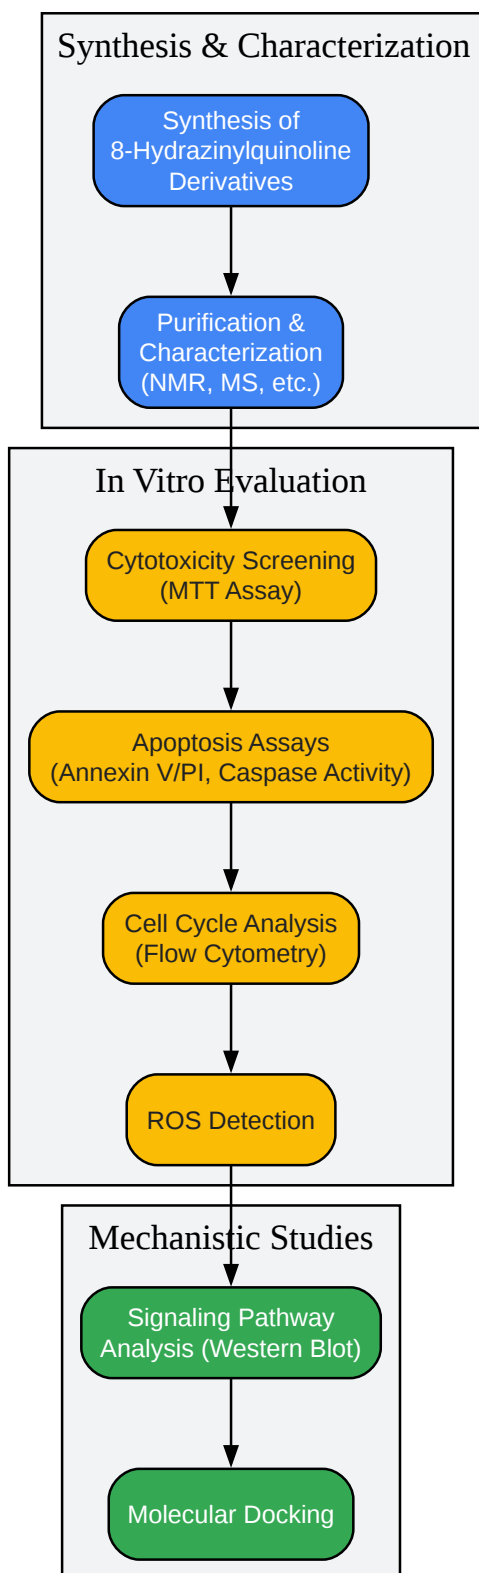 Synthesis & Characterization
Synthesis of
8-Hydrazinylquinoline
Derivatives
Purification &
Characterization
(NMR, MS, etc.)
In Vitro Evaluation
Cytotoxicity Screening
(MTT Assay)
Apoptosis Assays
(Annexin V/PI, Caspase Activity)
Cell Cycle Analysis
(Flow Cytometry)
ROS Detection
Mechanistic Studies
Signaling Pathway
Analysis (Western Blot)
Molecular Docking